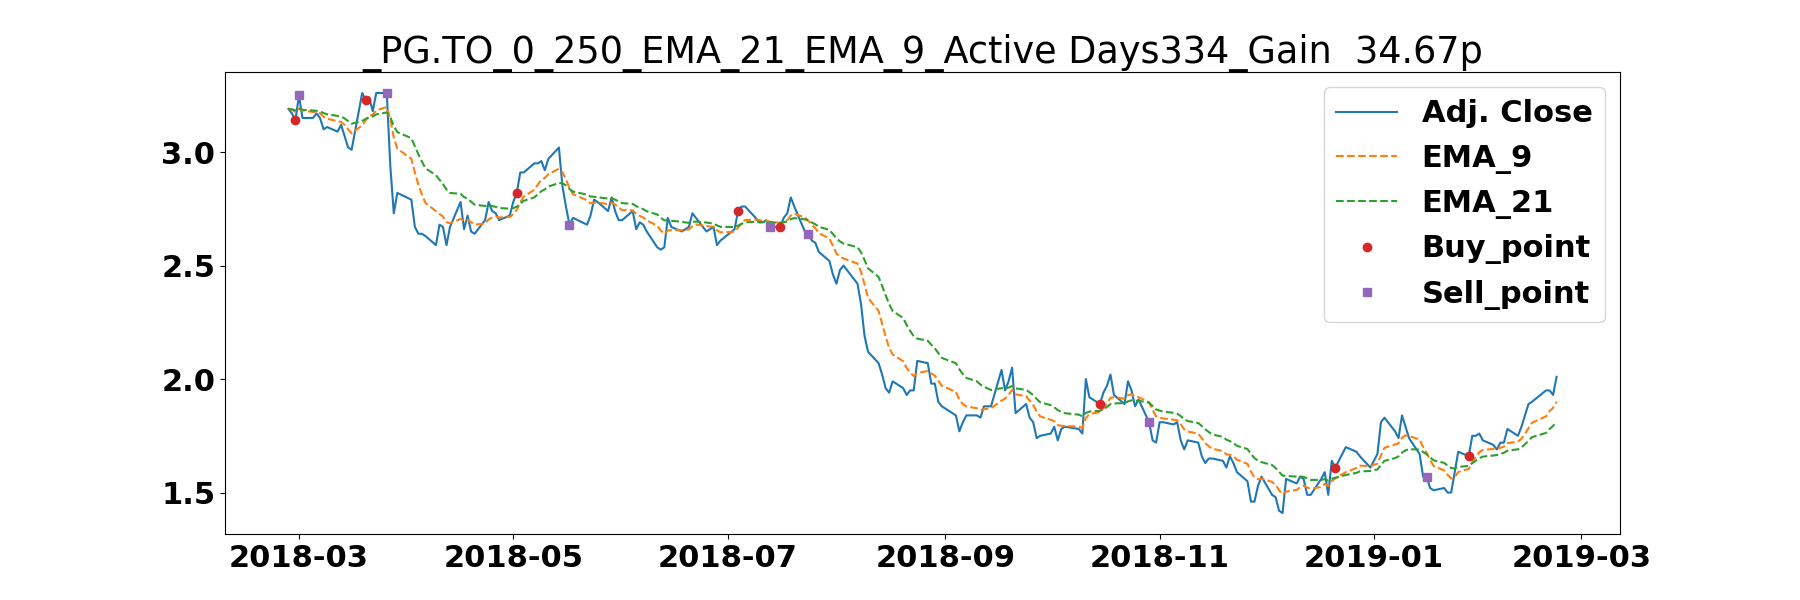 _PG.TO_0_250_EMA_21_EMA_9_Active Days334_Gain  34.67p
Adj. Close
EMA_9
EMA_21
Buy_point
Sell_point
3.0
2.5
2.0
1.5
2018-03 2018-05 2018-07 2018-09 2018-11 2019-01 2019-03